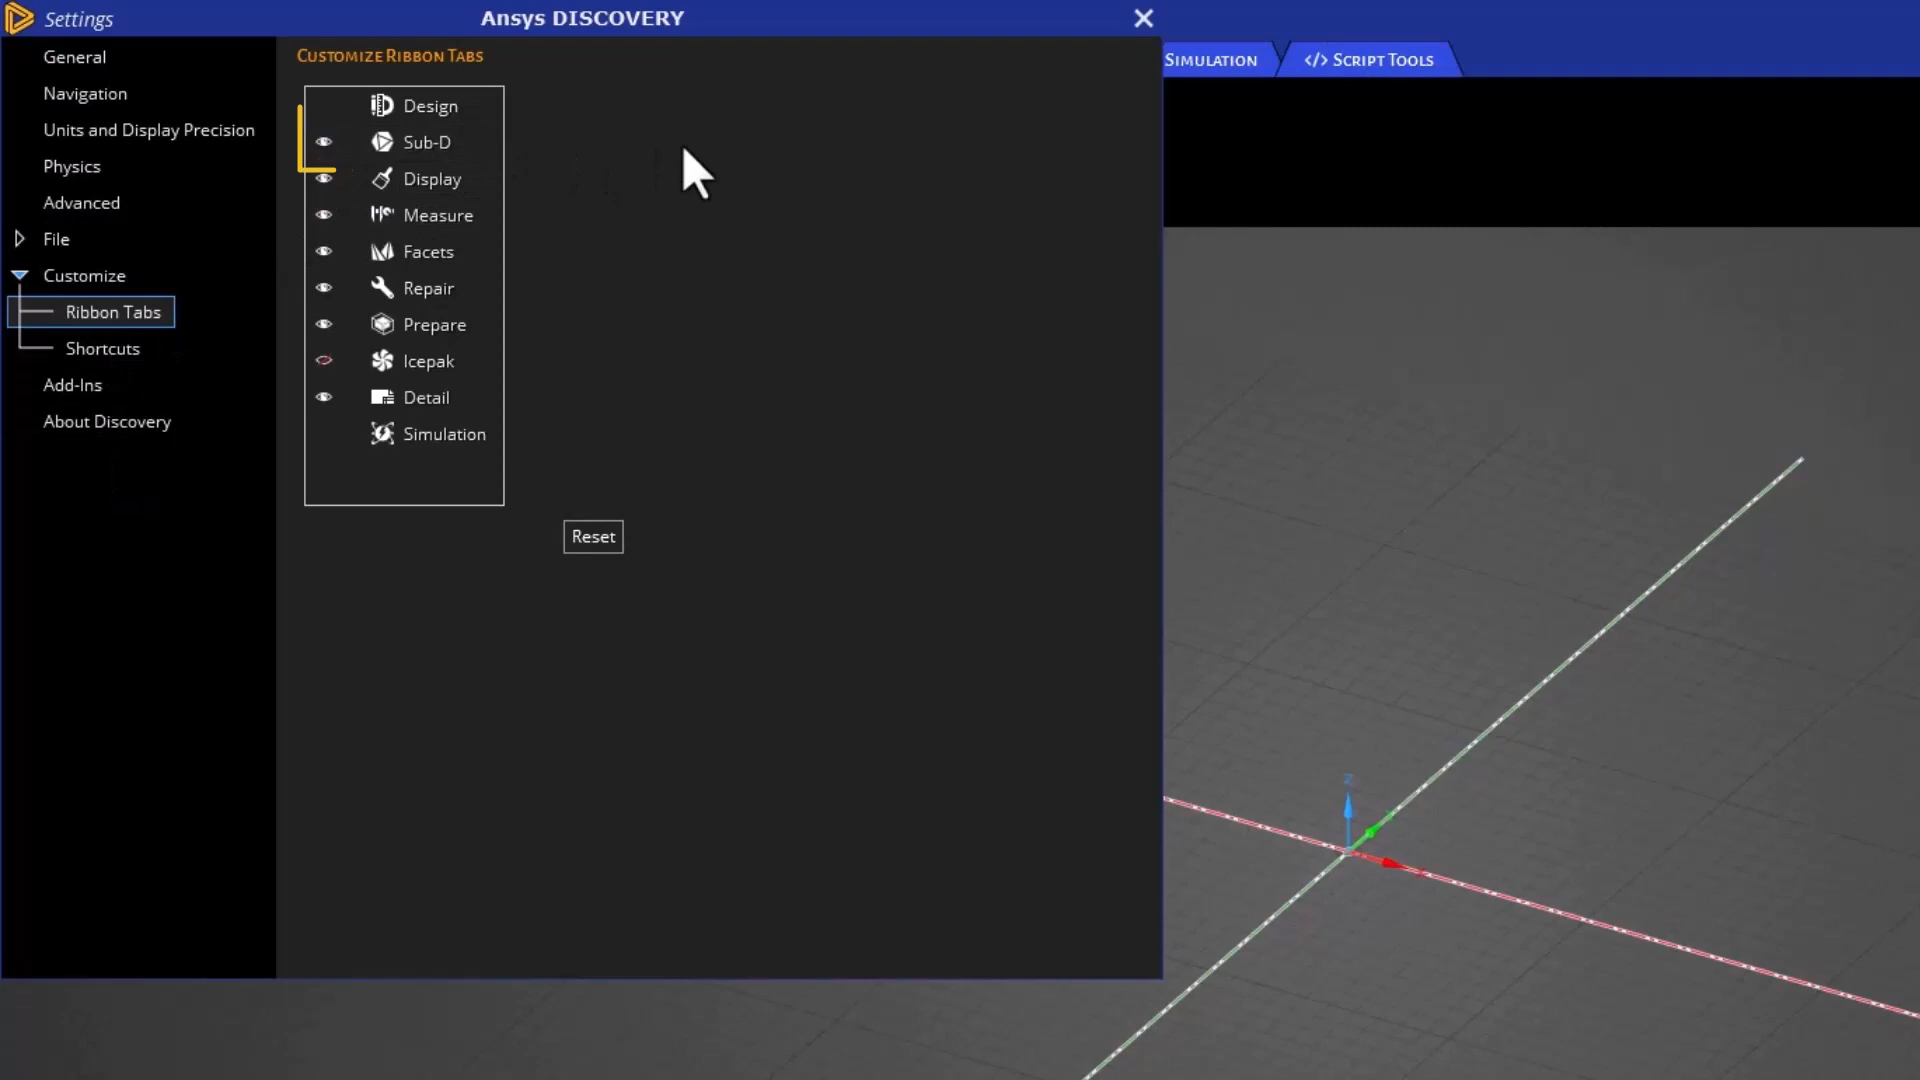 Settings
Ansys DISCOVERY
General
Navigation
Units and Display Precision
Physics
Advanced
File
Customize
Ribbon Tabs
Shortcuts
Add-Ins
About Discovery
Customize Ribbon Tabs
Design
Sub-D
Display
Measure
Facets
Repair
Prepare
Icepak
Detail
Simulation
Reset
Simulation
</> Script Tools
Z